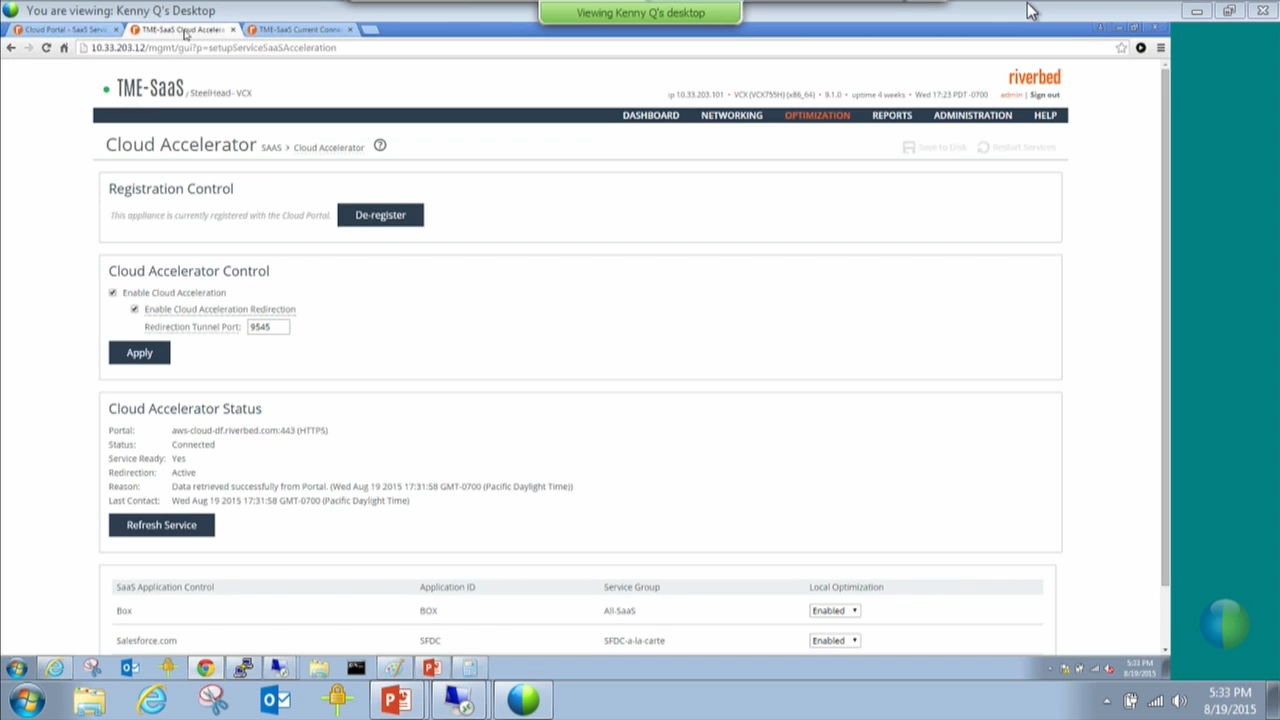 You are viewing: Kenny Q's Desktop
Viewing Kenny Q's desktop
Cloud Portal - SaaS Servi
TME-SaaS Cloud Accelera
TME-SaaS Current Conne
10.33.203.12/mgmt/gui?p=setupServiceSaaSAcceleration
TME-SaaS / SteelHead - VCX
riverbed
ip 10.33.203.101 • VCX (VCX755H) (x86_64) • 9.1.0 • uptime 4 weeks • Wed 17:23 PDT -0700
admin | Sign out
DASHBOARD NETWORKING OPTIMIZATION REPORTS ADMINISTRATION HELP
Cloud Accelerator SAAS > Cloud Accelerator ?
Save to Disk Restart Services
Registration Control
This appliance is currently registered with the Cloud Portal. De-register
Cloud Accelerator Control
Enable Cloud Acceleration
Enable Cloud Acceleration Redirection
Redirection Tunnel Port: 9545
Apply
Cloud Accelerator Status
Portal: aws-cloud-df.riverbed.com:443 (HTTPS)
Status: Connected
Service Ready: Yes
Redirection: Active
Reason: Data retrieved successfully from Portal. (Wed Aug 19 2015 17:31:58 GMT-0700 (Pacific Daylight Time))
Last Contact: Wed Aug 19 2015 17:31:58 GMT-0700 (Pacific Daylight Time)
Refresh Service
SaaS Application Control Application ID Service Group Local Optimization
Box BOX All-SaaS Enabled
Salesforce.com SFDC SFDC-a-la-carte Enabled
5:33 PM
8/19/2015
5:33 PM
8/19/2015